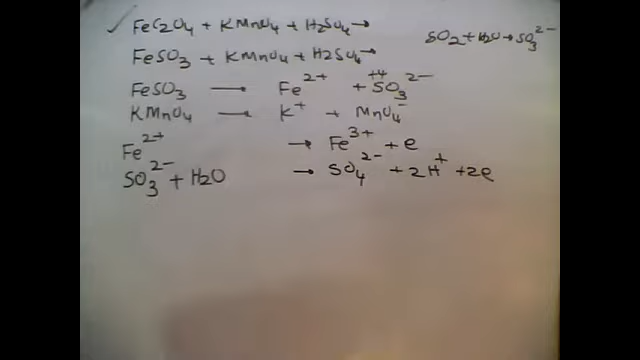 ✓ FeC2O4 + KMnO4 + H2SO4 →
SO2 + H2O → SO3^2-
FeSO3 + KMnO4 + H2SO4 →
FeSO3 → Fe^2+ + +4 SO3^2-
KMnO4 → K^+ + MnO4^-
Fe^2+ → Fe^3+ + e
SO3^2- + H2O → SO4^2- + 2H^+ + 2e